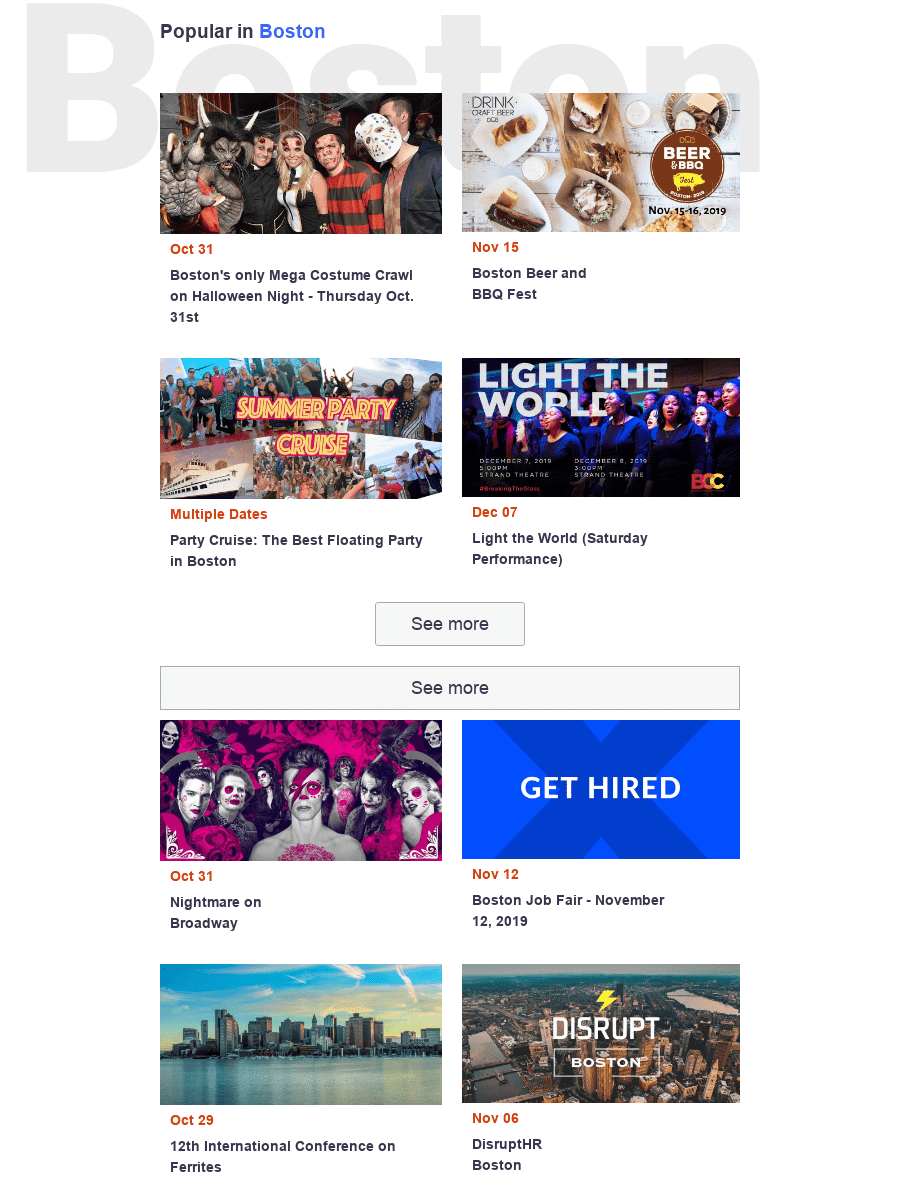 Boston
Popular in Boston
DRINK
CRAFT BEER
DCB
DCB
BEER
& BBQ
Fest
BOSTON · 2019
Nov. 15-16, 2019
Oct 31
Boston's only Mega Costume Crawl
on Halloween Night - Thursday Oct.
31st
Nov 15
Boston Beer and
BBQ Fest
SUMMER PARTY
CRUISE
LIGHT THE
WORLD
DECEMBER 7, 2019
5:00PM
STRAND THEATRE
DECEMBER 8, 2019
3:00PM
STRAND THEATRE
#BreakingTheGlass
BGC
Multiple Dates
Party Cruise: The Best Floating Party
in Boston
Dec 07
Light the World (Saturday
Performance)
See more
See more
GET HIRED
Oct 31
Nightmare on
Broadway
Nov 12
Boston Job Fair - November
12, 2019
DISRUPT
BOSTON
Oct 29
12th International Conference on
Ferrites
Nov 06
DisruptHR
Boston